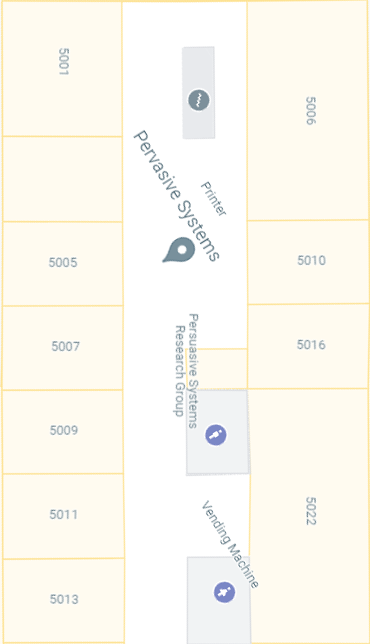 5001
5006
Pervasive Systems
Printer
5005
5010
5007
5016
Persuasive Systems
Research Group
5009
5011
5022
Vending Machine
5013